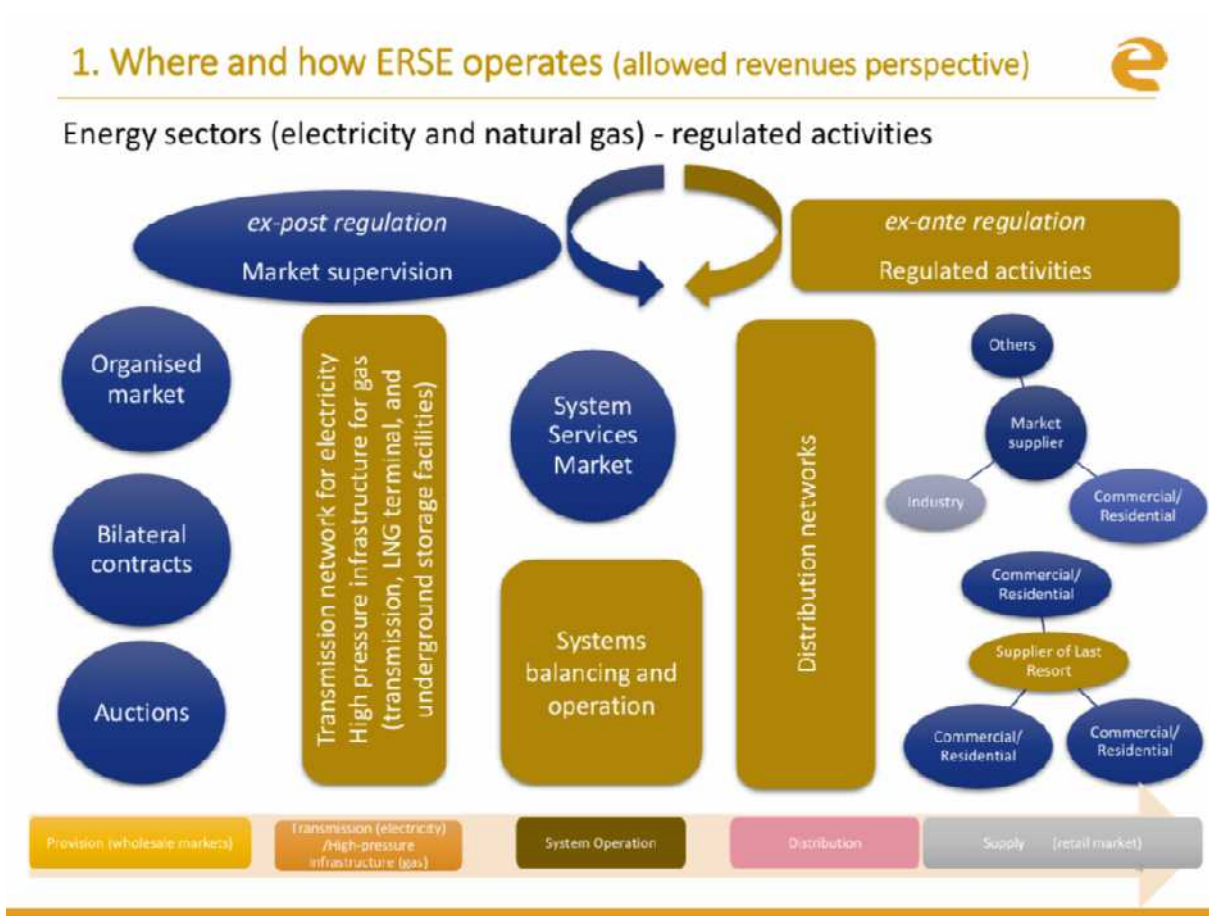 1. Where and how ERSE operates (allowed revenues perspective)
Energy sectors (electricity and natural gas) - regulated activities
ex-post regulation
Market supervision
ex-ante regulation
Regulated activities
Organised
market
Bilateral
contracts
Auctions
Transmission network for electricity
High pressure infrastructure for gas
(transmission, LNG terminal, and
underground storage facilities)
System
Services
Market
Systems
balancing and
operation
Distribution networks
Others
Market
supplier
Industry
Commercial/
Residential
Commercial/
Residential
Supplier of Last
Resort
Commercial/
Residential
Commercial/
Residential
Provision (wholesale markets)
Transmission (electricity)
/High-pressure
infrastructure (gas)
System Operation
Distribution
Supply (retail market)